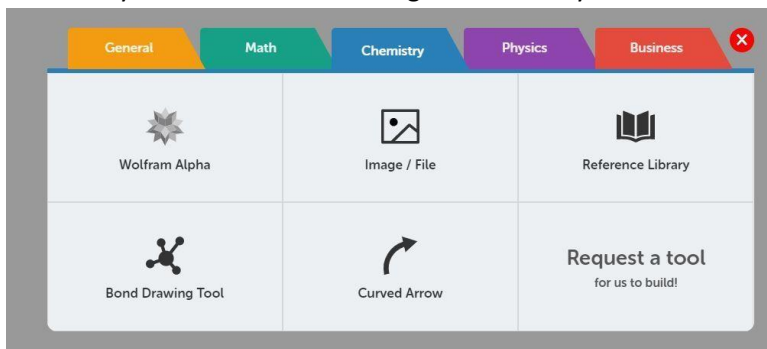 General
Math
Chemistry
Physics
Business
Wolfram Alpha
Image / File
Reference Library
Bond Drawing Tool
Curved Arrow
Request a tool
for us to build!